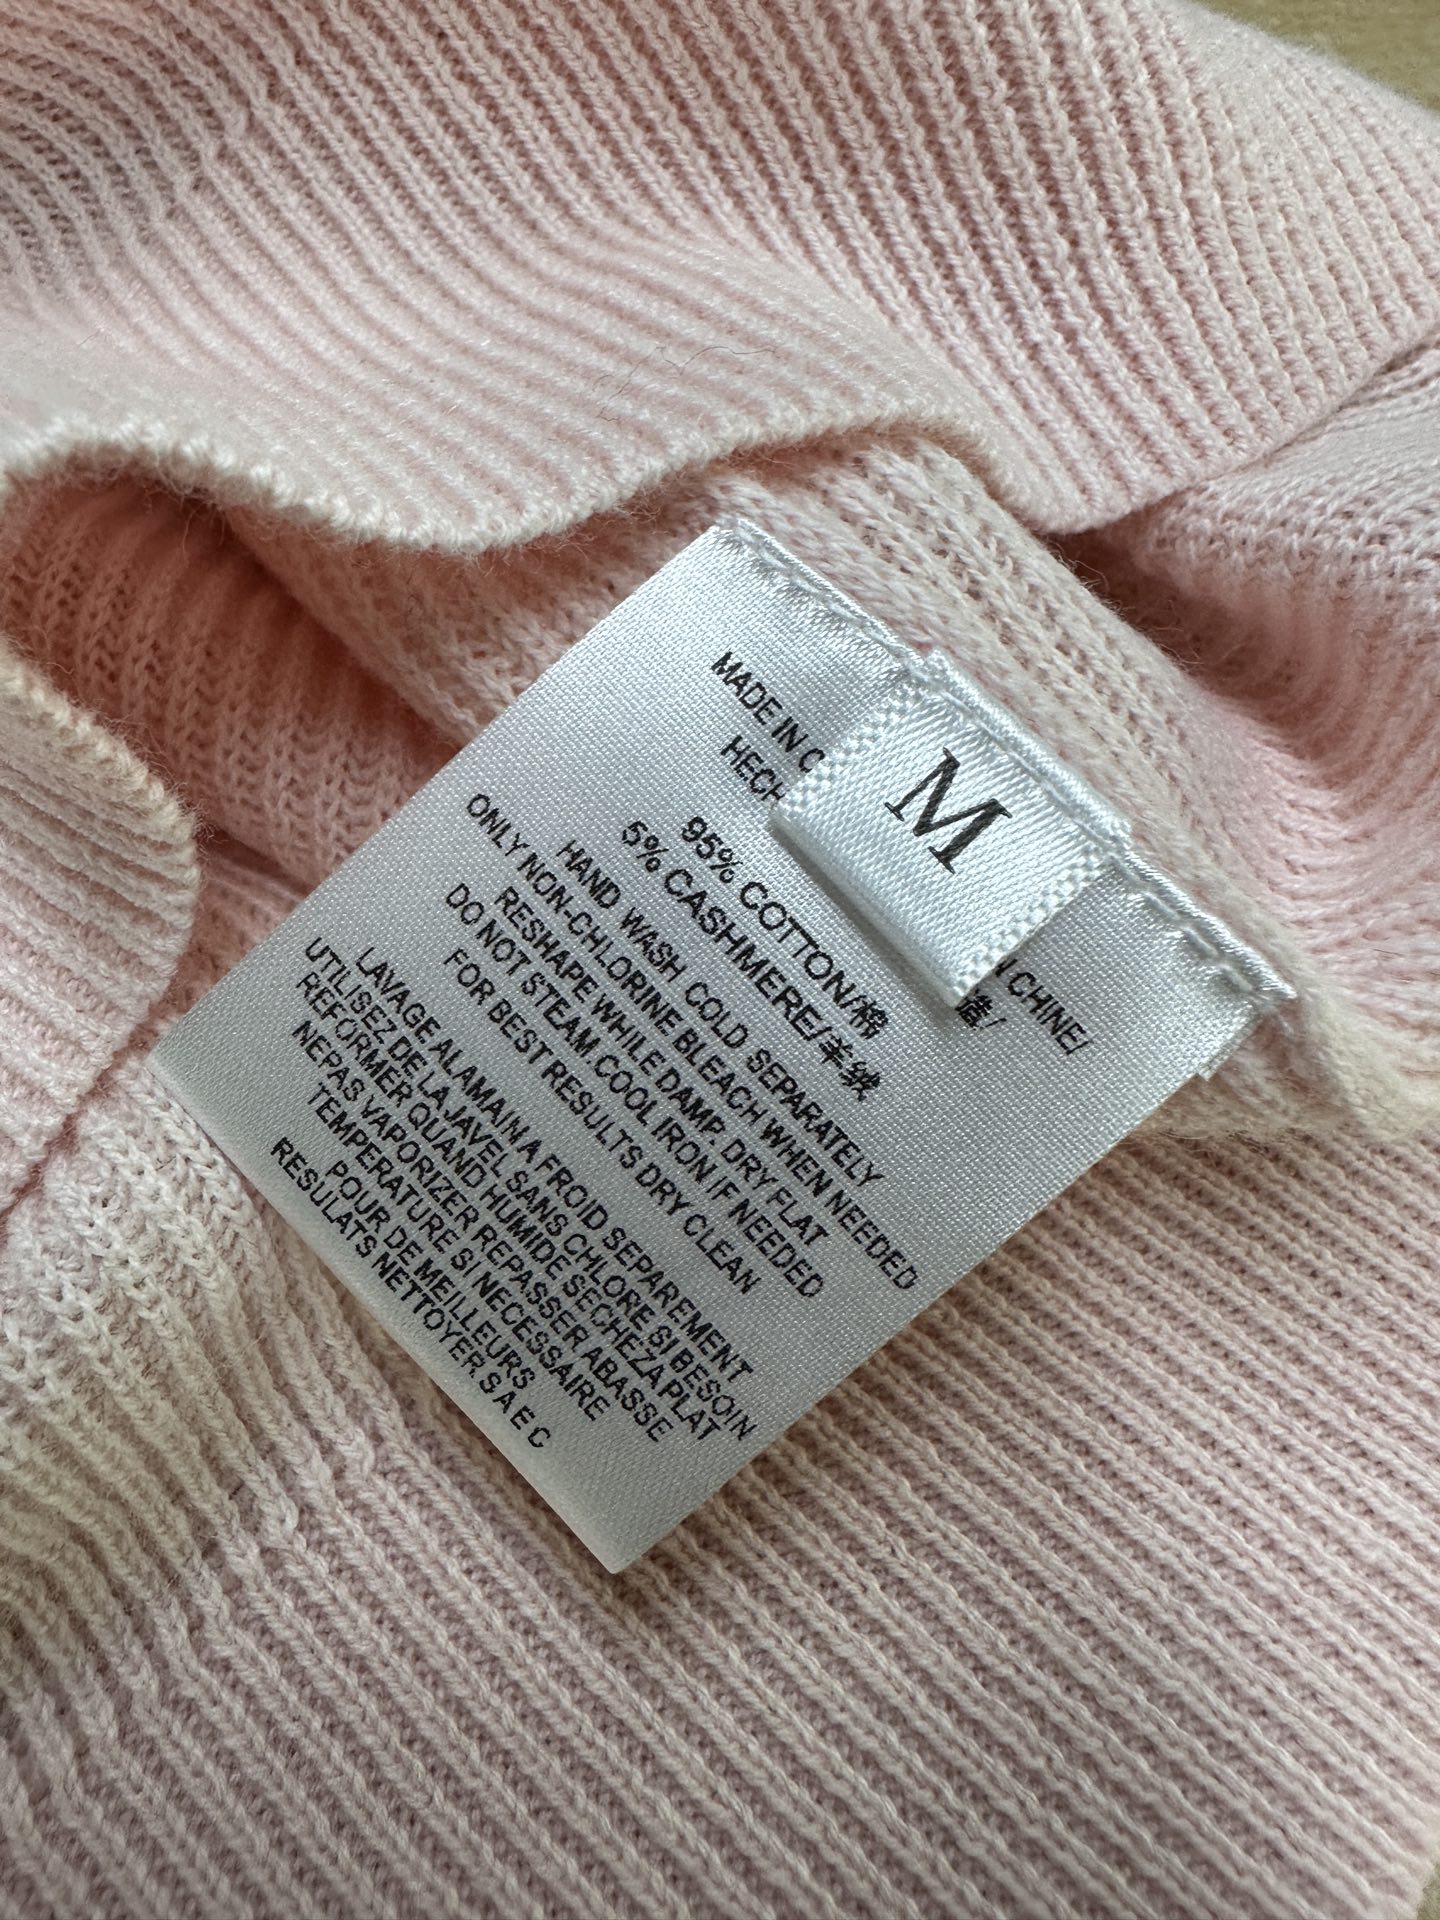 M
MADE IN C
N CHINE/
HECH
95% COTTON/棉
5% CASHMERE/羊绒
HAND WASH COLD SEPARATELY
ONLY NON-CHLORINE BLEACH WHEN NEEDED
RESHAPE WHILE DAMP. DRY FLAT
DO NOT STEAM. COOL IRON IF NEEDED
FOR BEST RESULTS DRY CLEAN
LAVAGE ALAMAIN A FROID SEPAREMENT
UTILISEZ DE LA JAVEL SANS CHLORE SI BESOIN
REFORMER QUAND HUMIDE SECHEZA PLAT
NEPAS VAPORIZER REPASSER ABASSE
TEMPERATURE SI NECESSAIRE
POUR DE MEILLEURS
RESULATS NETTOYER S A E C